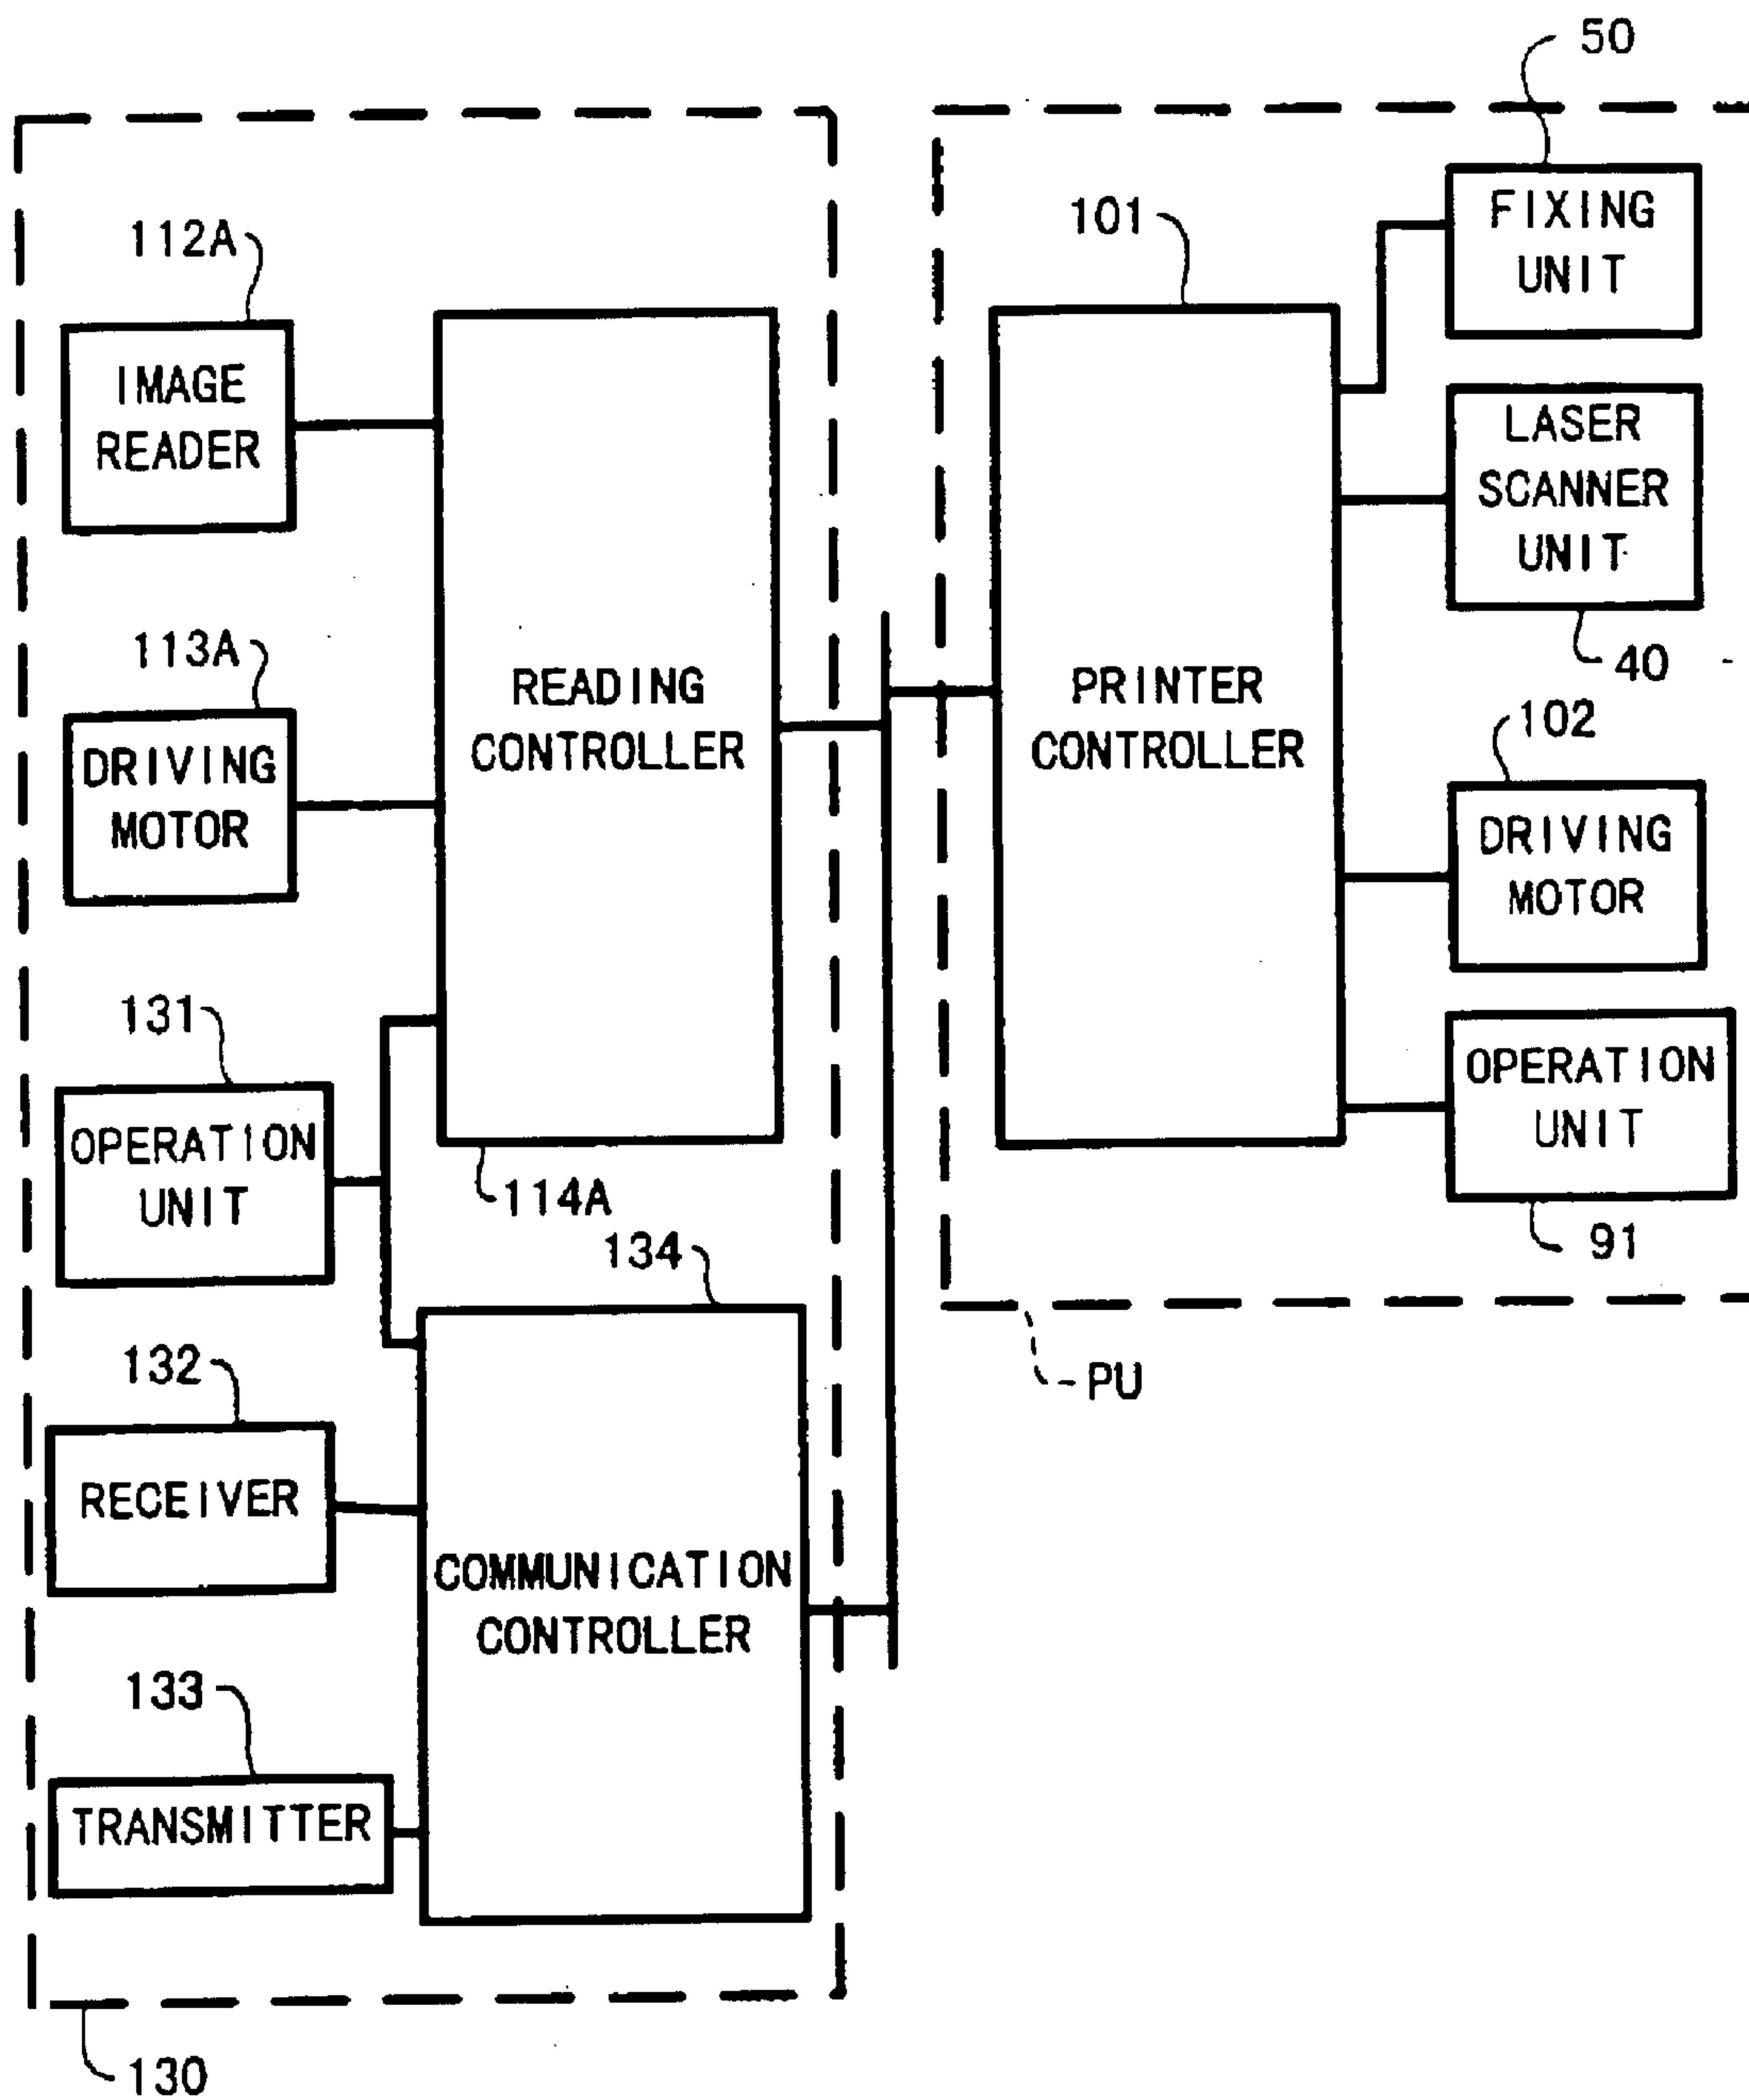 112A
IMAGE
READER
113A
DRIVING
MOTOR
131
OPERATION
UNIT
132
RECEIVER
133
TRANSMITTER
130
READING
CONTROLLER
114A
134
COMMUNICATION
CONTROLLER
101
PRINTER
CONTROLLER
50
FIXING
UNIT
LASER
SCANNER
UNIT
40
102
DRIVING
MOTOR
OPERATION
UNIT
91
PU